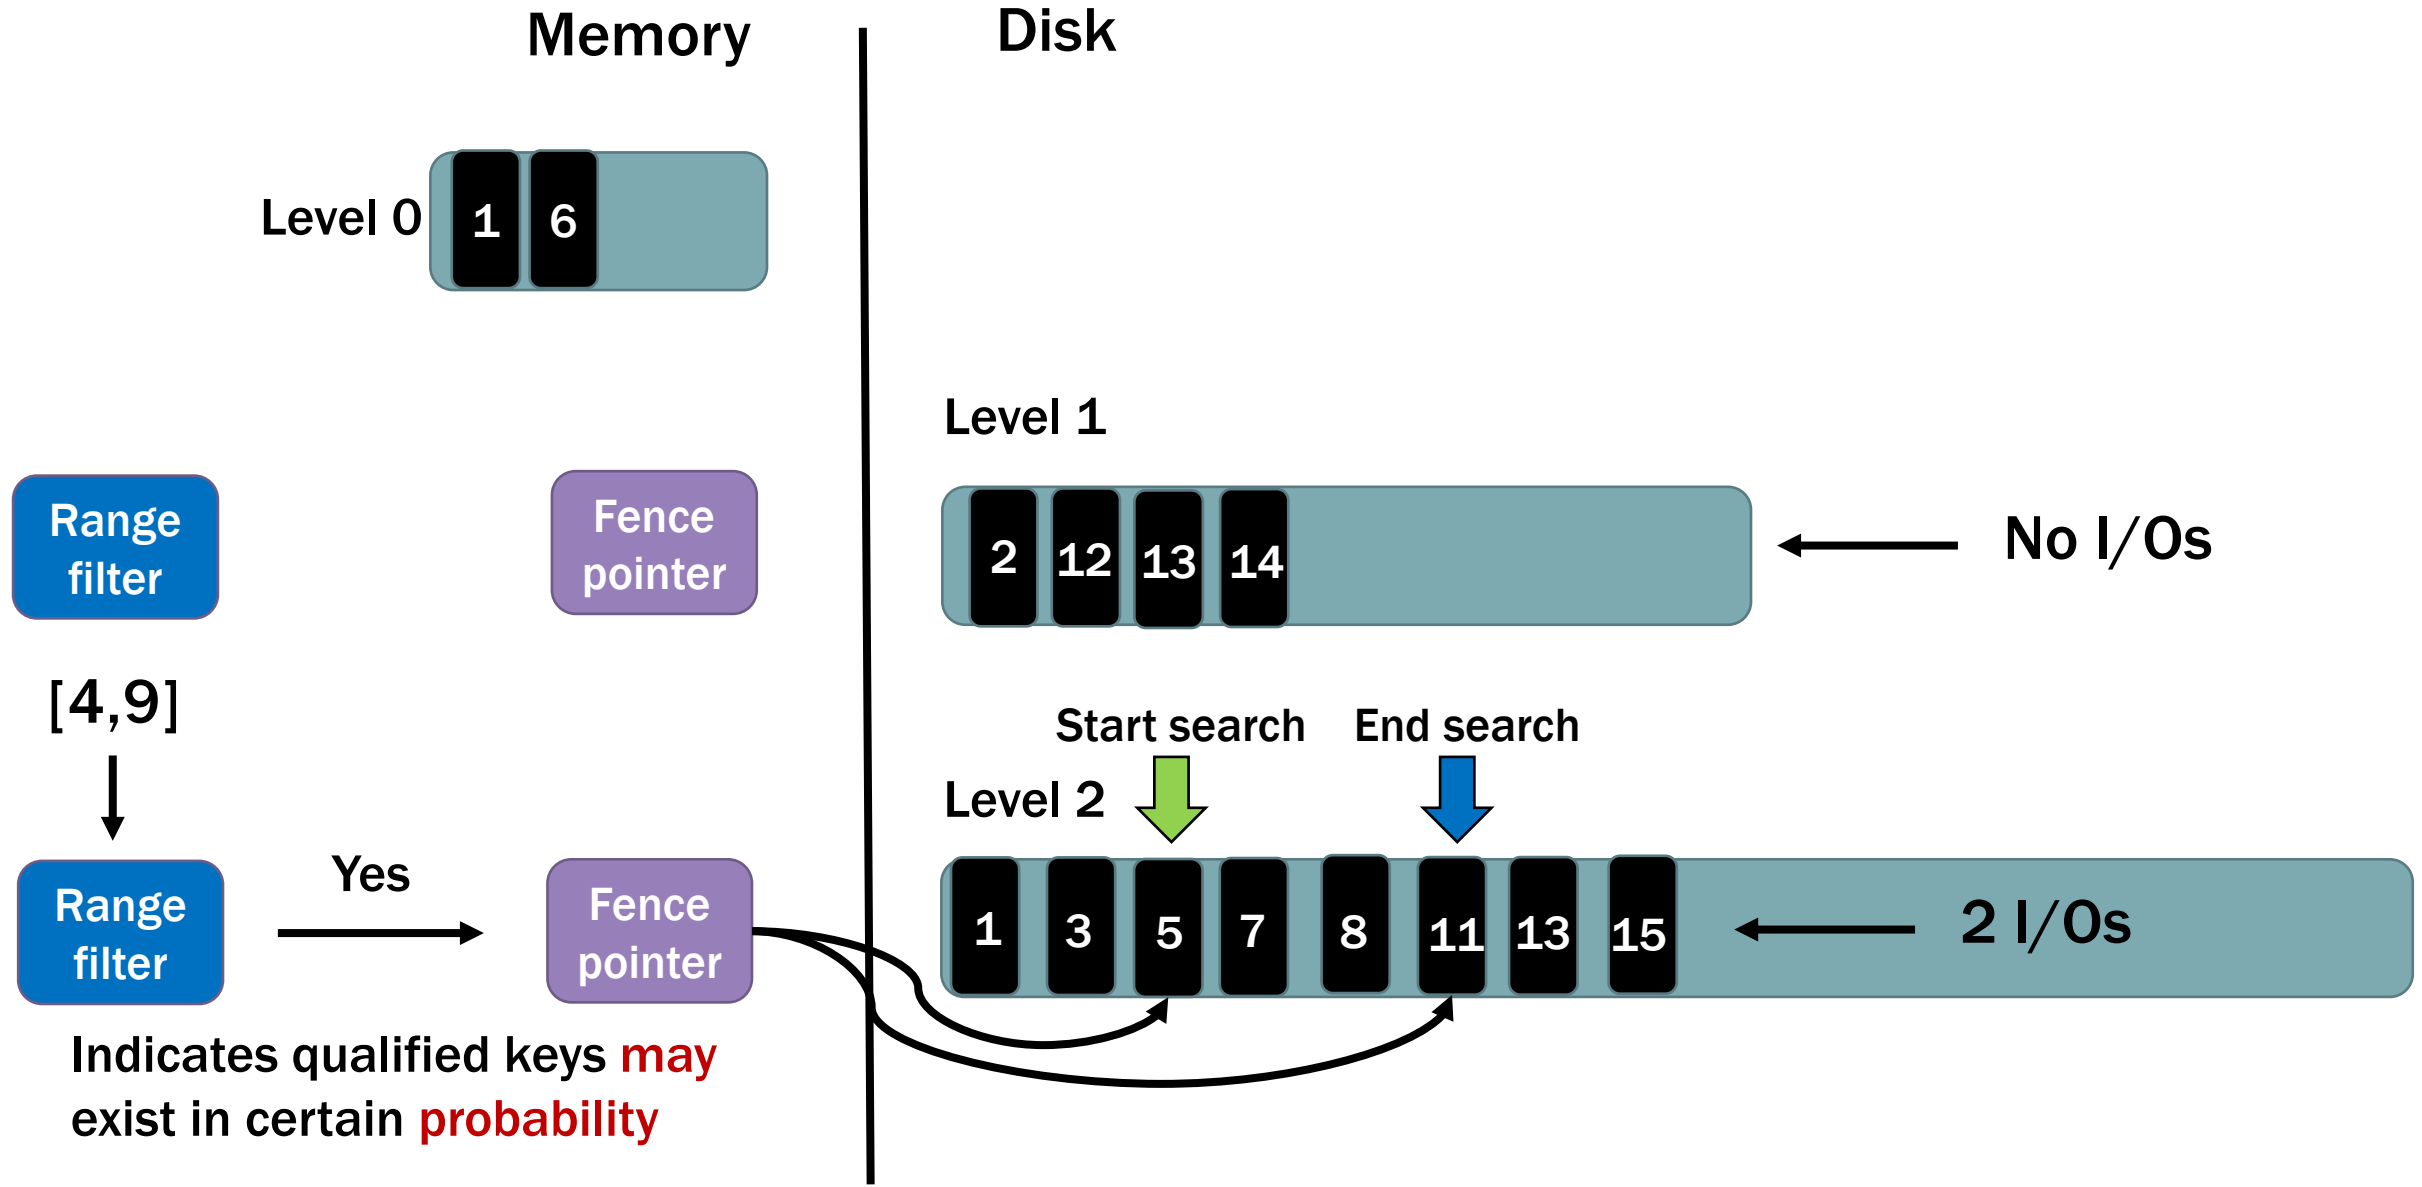 Memory
Disk
Level 0
1 6
Level 1
Range
filter
Fence
pointer
2 12 13 14
No I/Os
[4,9]
Start search
End search
Level 2
Range
filter
Yes
Fence
pointer
1 3 5 7 8 11 13 15
2 I/Os
Indicates qualified keys may
exist in certain probability